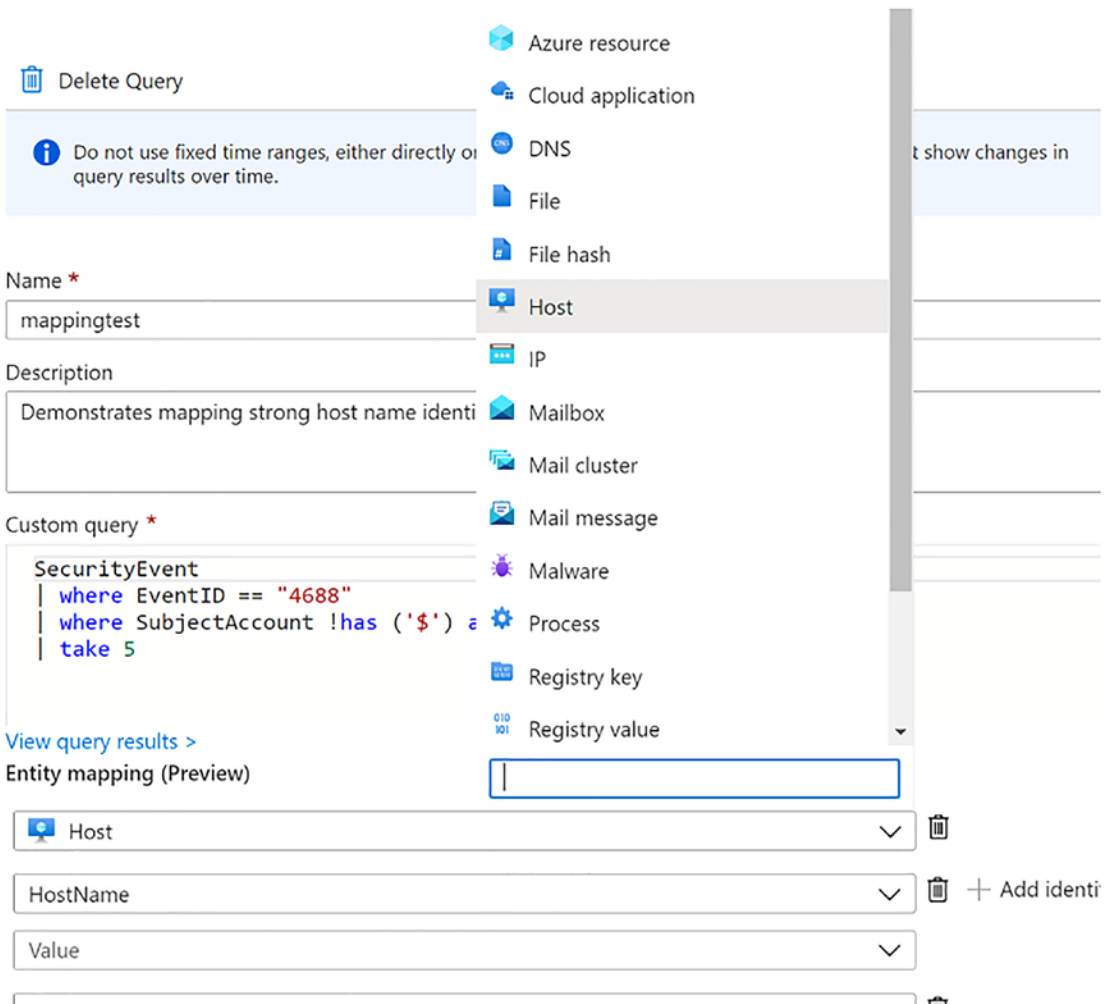 Delete Query
Do not use fixed time ranges, either directly or
t show changes in
query results over time.
Name *
mappingtest
Description
Demonstrates mapping strong host name identi
Custom query *
SecurityEvent
| where EventID == "4688"
| where SubjectAccount !has ('$') a
| take 5
View query results >
Entity mapping (Preview)
Azure resource
Cloud application
DNS
File
File hash
Host
IP
Mailbox
Mail cluster
Mail message
Malware
Process
Registry key
Registry value
Host
HostName
+ Add identi
Value